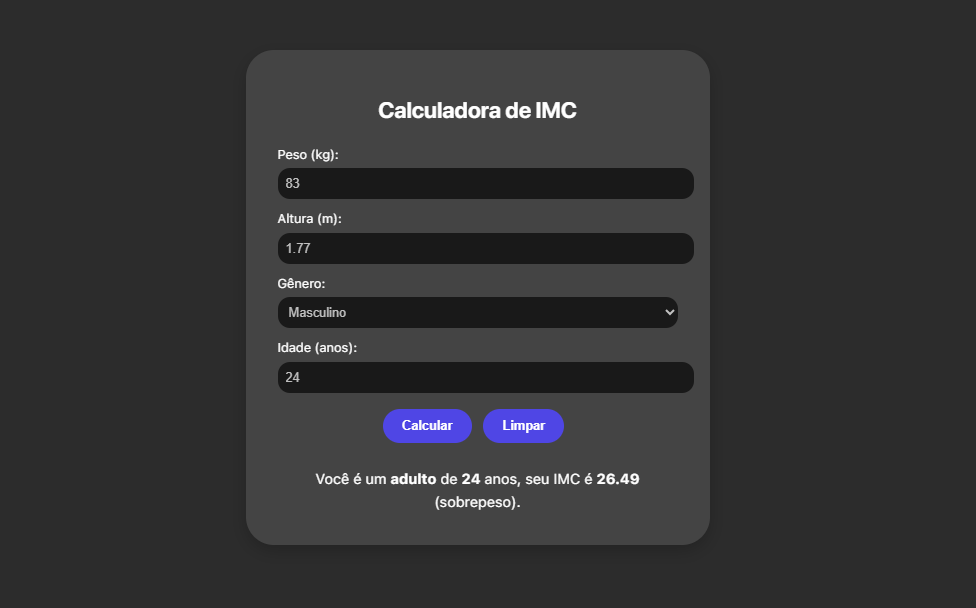 Calculadora de IMC
Peso (kg):
83
Altura (m):
1.77
Gênero:
Masculino
Idade (anos):
24
Calcular Limpar
Você é um adulto de 24 anos, seu IMC é 26.49
(sobrepeso).